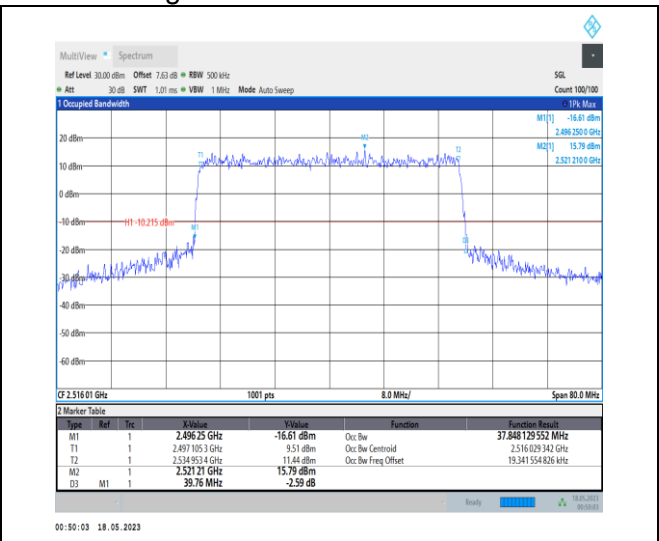 MultiView Spectrum
Ref Level 30.00 dBm Offset 7.63 dB RBW 500 kHz SGL
Att 30 dB SWT 1.01 ms VBW 1 MHz Mode Auto Sweep Count 100/100
1 Occupied Bandwidth 1Pk Max
M1[1] -16.61 dBm
2.496 250 0 GHz
M2[1] 15.79 dBm
2.521 210 0 GHz
20 dBm
M2
T1
T2
10 dBm
0 dBm
-10 dBm
H1 -10.215 dBm
M1
-20 dBm
-30 dBm
-40 dBm
-50 dBm
-60 dBm
CF 2.516 01 GHz 1001 pts 8.0 MHz/ Span 80.0 MHz
2 Marker Table
Type Ref Trc X-Value Y-Value Function Function Result
M1 1 2.496 25 GHz -16.61 dBm Occ Bw 37.848 129 552 MHz
T1 1 2.497 105 3 GHz 9.51 dBm Occ Bw Centroid 2.516 029 342 GHz
T2 1 2.534 953 4 GHz 11.44 dBm Occ Bw Freq Offset 19.341 554 826 kHz
M2 1 2.521 21 GHz 15.79 dBm
D3 M1 1 39.76 MHz -2.59 dB
Ready 18.05.2023
00:50:03
00:50:03 18.05.2023